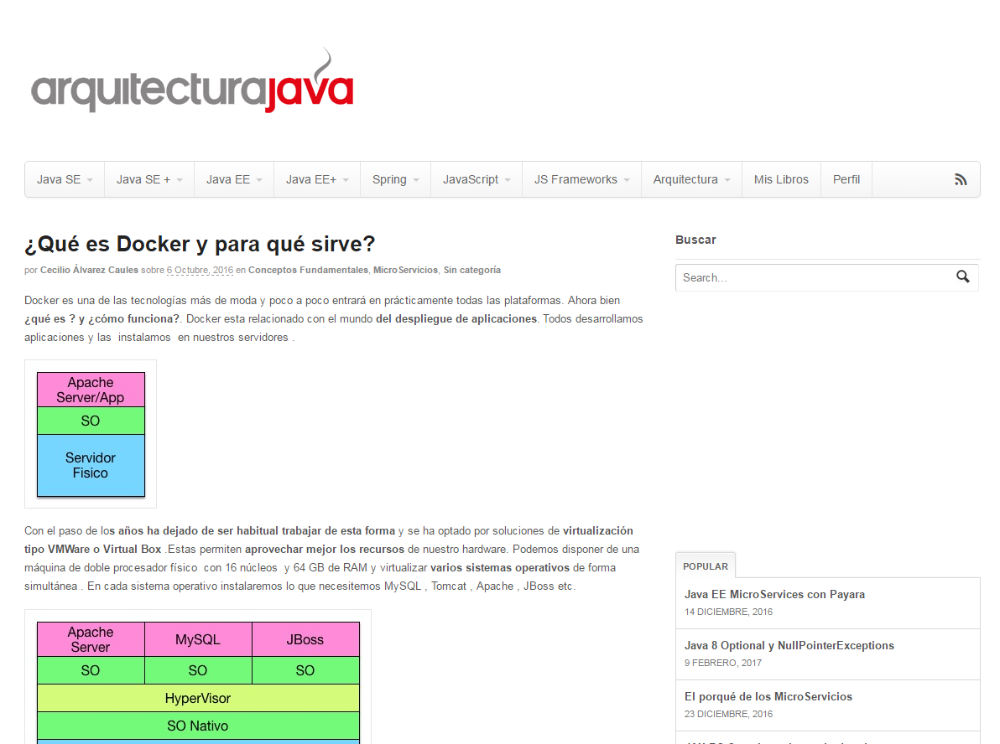 arquitecturajava
Java SE Java SE + Java EE Java EE+ Spring JavaScript JS Frameworks Arquitectura Mis Libros Perfil
¿Qué es Docker y para qué sirve?
por Cecilio Álvarez Caules sobre 6 Octubre, 2016 en Conceptos Fundamentales, MicroServicios, Sin categoría
Docker es una de las tecnologías más de moda y poco a poco entrará en prácticamente todas las plataformas. Ahora bien
¿qué es ? y ¿cómo funciona?. Docker esta relacionado con el mundo del despliegue de aplicaciones. Todos desarrollamos
aplicaciones y las instalamos en nuestros servidores .
Apache
Server/App
SO
Servidor
Fisico
Con el paso de los años ha dejado de ser habitual trabajar de esta forma y se ha optado por soluciones de virtualización
tipo VMWare o Virtual Box .Estas permiten aprovechar mejor los recursos de nuestro hardware. Podemos disponer de una
máquina de doble procesador físico con 16 núcleos y 64 GB de RAM y virtualizar varios sistemas operativos de forma
simultánea . En cada sistema operativo instalaremos lo que necesitemos MySQL , Tomcat , Apache , JBoss etc.
Apache
Server
MySQL
JBoss
SO SO SO
HyperVisor
SO Nativo
Buscar
Search...
POPULAR
Java EE MicroServices con Payara
14 DICIEMBRE, 2016
Java 8 Optional y NullPointerExceptions
9 FEBRERO, 2017
El porqué de los MicroServicios
23 DICIEMBRE, 2016